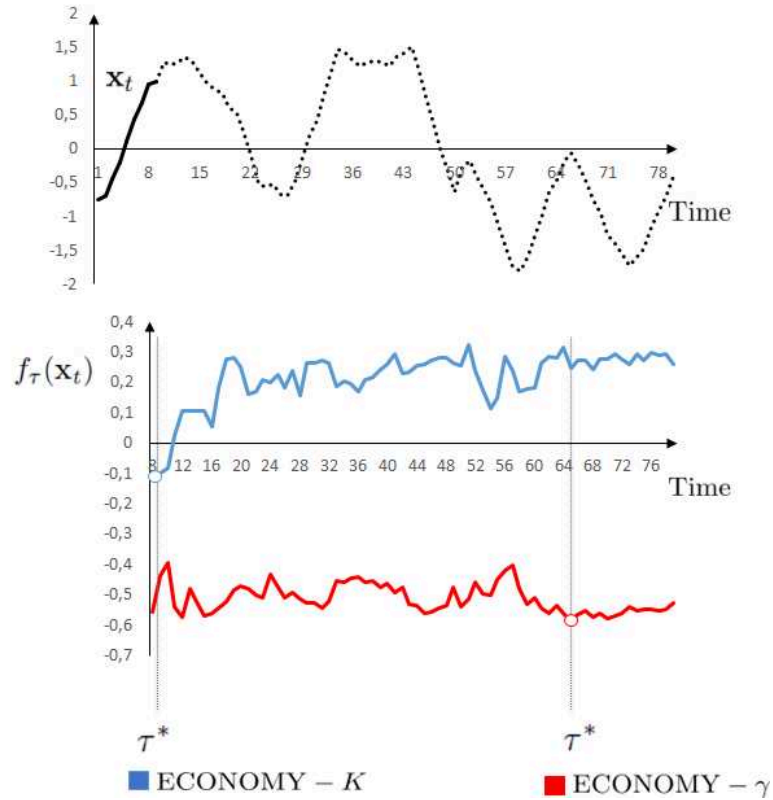 2
1,5
x_t
1
0,5
0
1 8 15 22 29 36 43 50 57 64 71 78
-0,5
Time
-1
-1,5
-2
0,4
f_τ(x_t)
0,3
0,2
0,1
0
8 12 16 20 24 28 32 36 40 44 48 52 56 60 64 68 72 76
-0,1
Time
-0,2
-0,3
-0,4
-0,5
-0,6
-0,7
τ* τ*
ECONOMY – K ECONOMY – γ